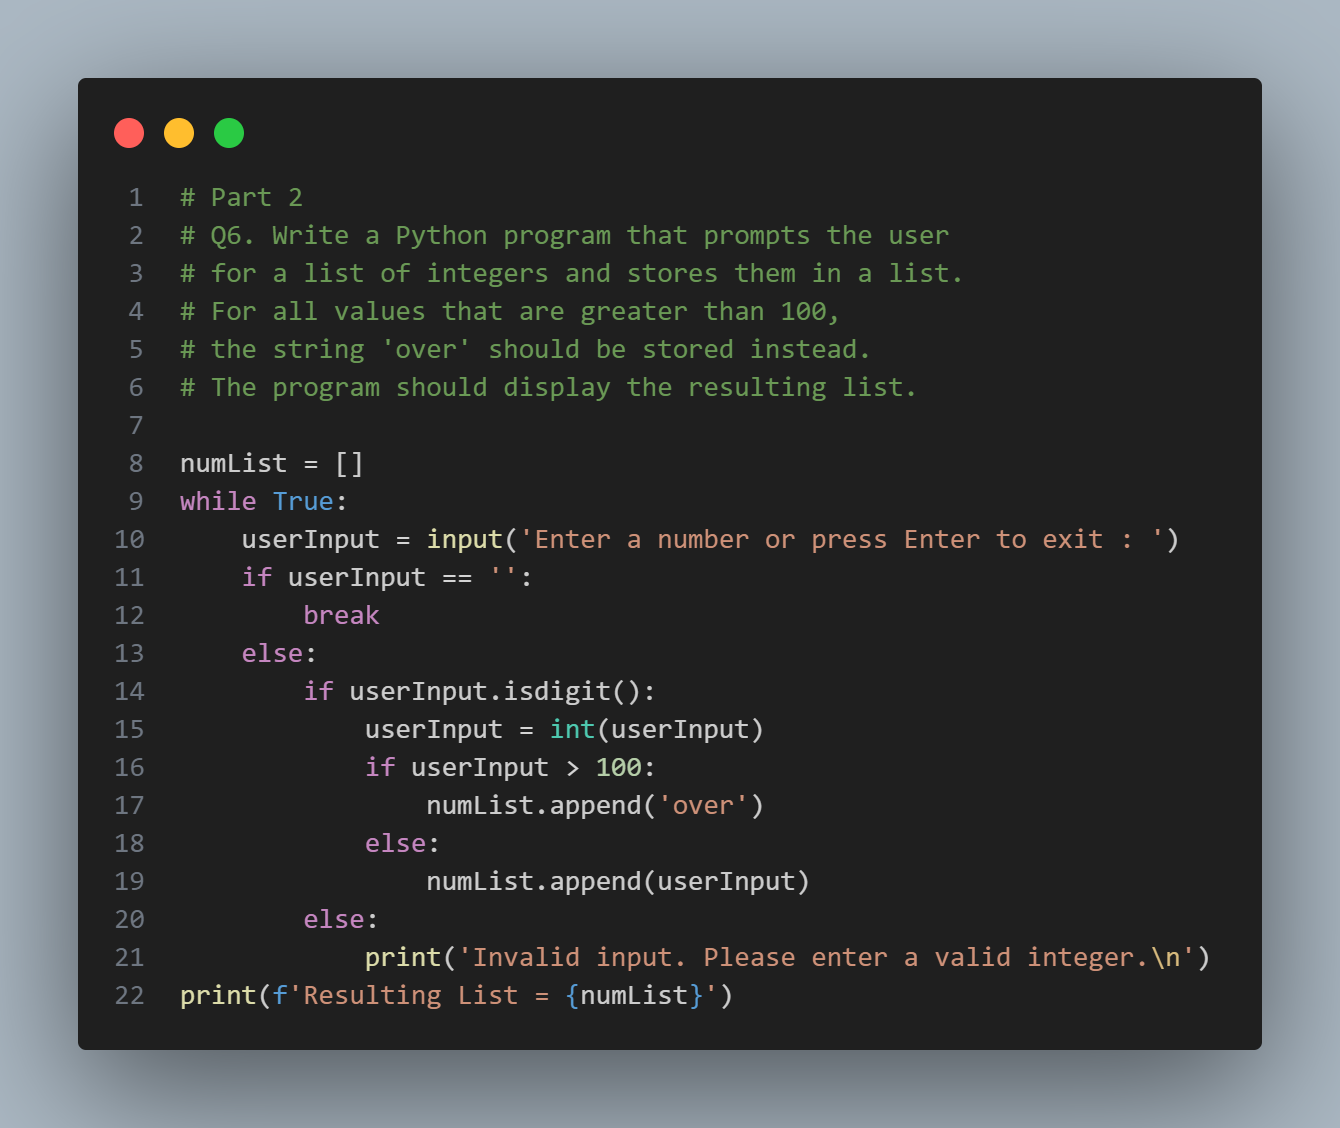 1 # Part 2
2 # Q6. Write a Python program that prompts the user
3 # for a list of integers and stores them in a list.
4 # For all values that are greater than 100,
5 # the string 'over' should be stored instead.
6 # The program should display the resulting list.
7
8 numList = []
9 while True:
10     userInput = input('Enter a number or press Enter to exit : ')
11     if userInput == '':
12         break
13     else:
14         if userInput.isdigit():
15             userInput = int(userInput)
16             if userInput > 100:
17                 numList.append('over')
18             else:
19                 numList.append(userInput)
20         else:
21             print('Invalid input. Please enter a valid integer.\n')
22 print(f'Resulting List = {numList}')